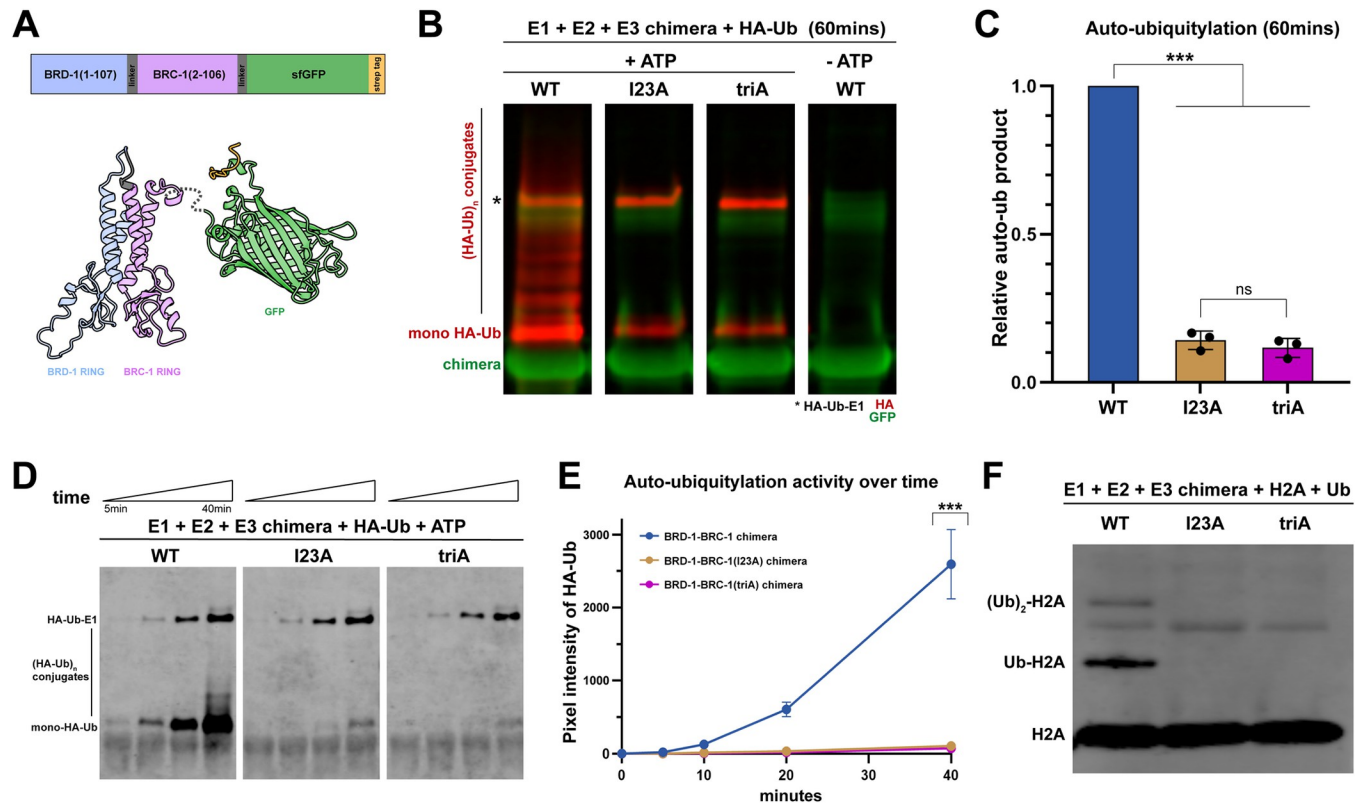 A
BRD-1(1-107)
linker
BRC-1(2-106)
linker
sfGFP
strep tag
GFP
BRD-1 RING
BRC-1 RING
B
E1 + E2 + E3 chimera + HA-Ub (60mins)
+ ATP
- ATP
WT
I23A
triA
WT
(HA-Ub)n conjugates
*
mono HA-Ub
chimera
* HA-Ub-E1
HA
GFP
C
Auto-ubiquitylation (60mins)
***
Relative auto-ub product
1.0
0.5
0.0
ns
WT
I23A
triA
D
time
5min
40min
E1 + E2 + E3 chimera + HA-Ub + ATP
WT
I23A
triA
HA-Ub-E1
(HA-Ub)n
conjugates
mono-HA-Ub
E
Auto-ubiquitylation activity over time
***
Pixel intensity of HA-Ub
3000
2500
2000
1000
0
BRD-1-BRC-1 chimera
BRD-1-BRC-1(I23A) chimera
BRD-1-BRC-1(triA) chimera
0
10
20
30
40
minutes
F
E1 + E2 + E3 chimera + H2A + Ub
WT
I23A
triA
(Ub)2-H2A
Ub-H2A
H2A